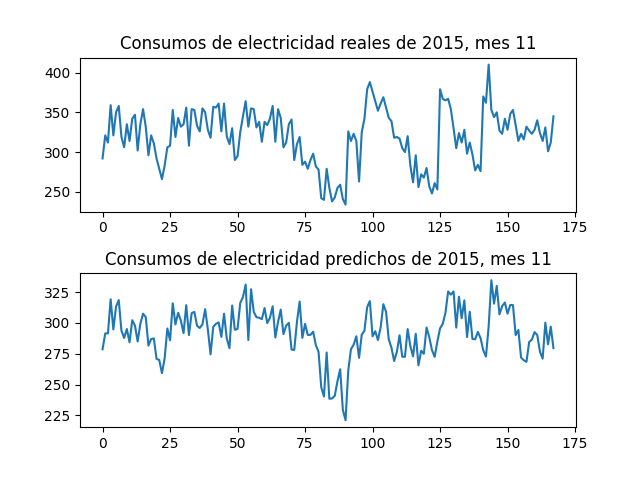 Consumos de electricidad reales de 2015, mes 11
400
350
300
250
0 25 50 75 100 125 150 175
Consumos de electricidad predichos de 2015, mes 11
325
300
275
250
225
0 25 50 75 100 125 150 175